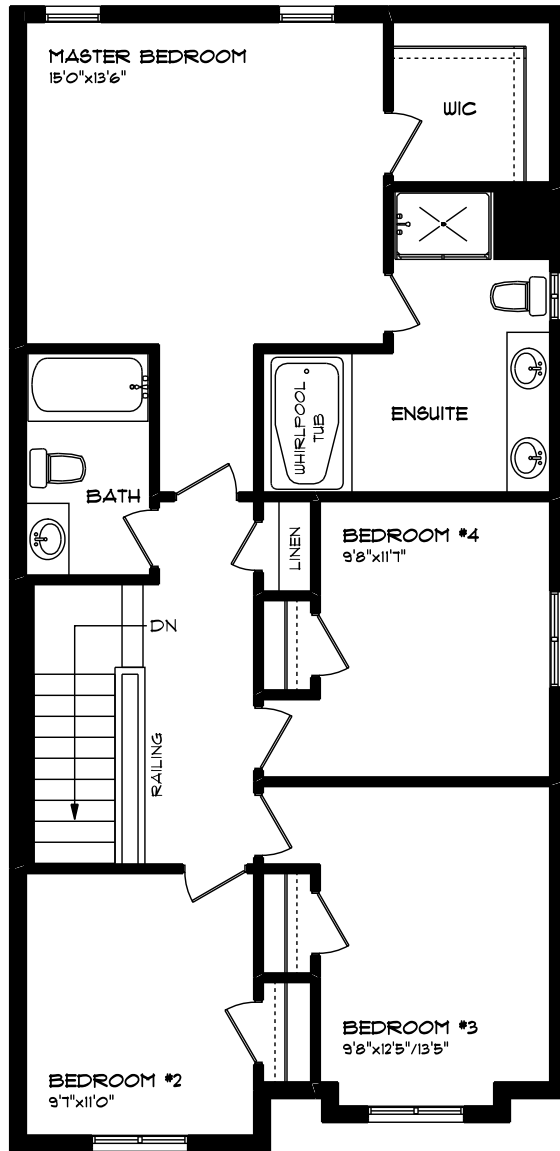 MASTER BEDROOM
15'0"x13'6"
WIC
ENSUITE
WHIRLPOOL
TUB
BATH
LINEN
BEDROOM #4
9'8"x11'7"
DN
RAILING
BEDROOM #3
9'8"x12'5"/13'5"
BEDROOM #2
9'7"x11'0"